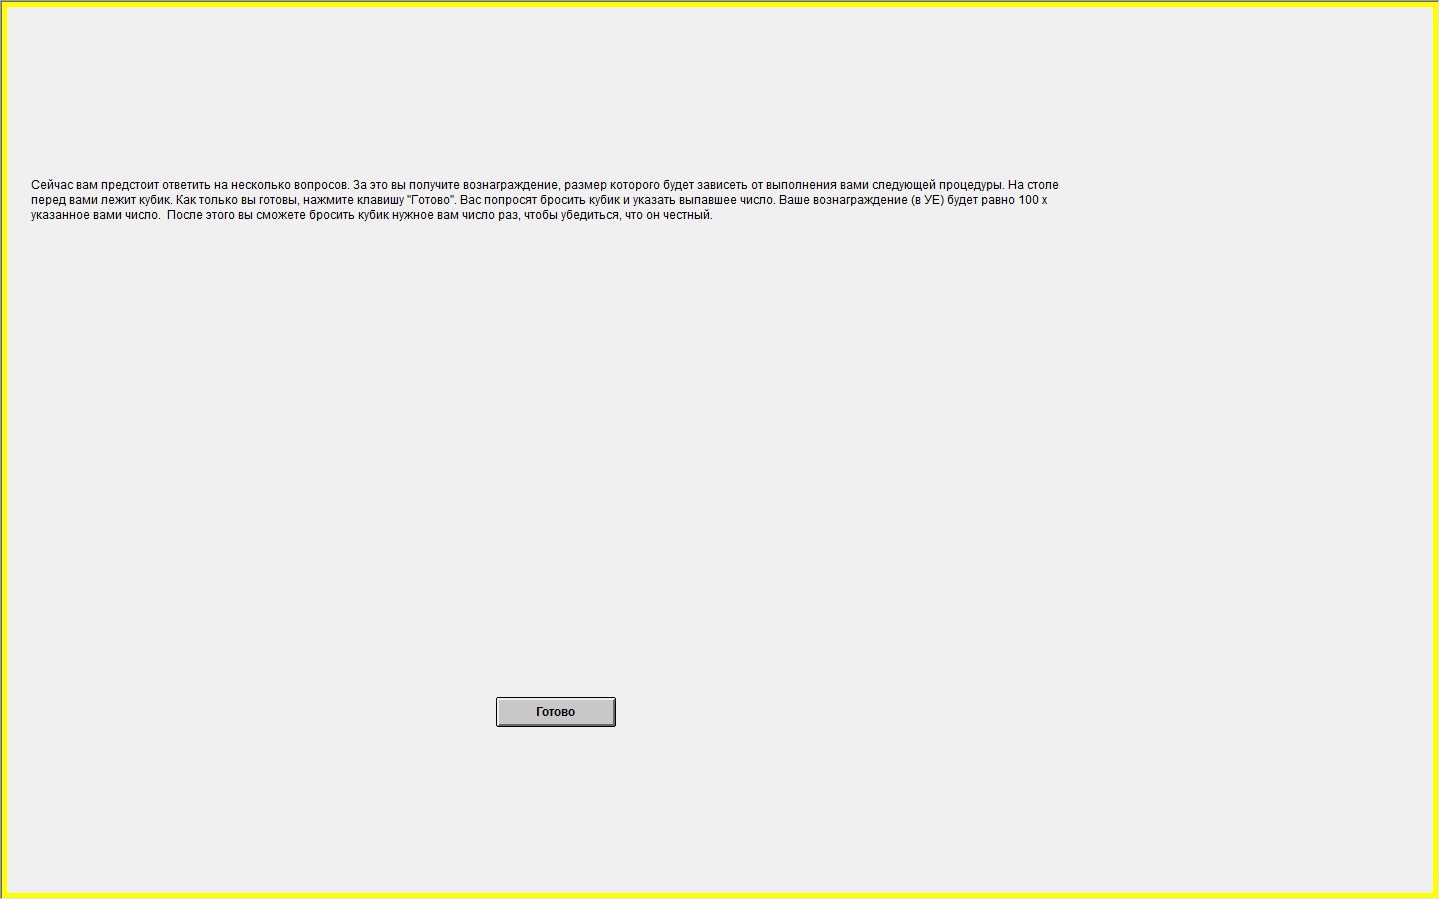 Сейчас вам предстоит ответить на несколько вопросов. За это вы получите вознаграждение, размер которого будет зависеть от выполнения вами следующей процедуры. На столе
перед вами лежит кубик. Как только вы готовы, нажмите клавишу "Готово". Вас попросят бросить кубик и указать выпавшее число. Ваше вознаграждение (в УЕ) будет равно 100 x
указанное вами число.  После этого вы сможете бросить кубик нужное вам число раз, чтобы убедиться, что он честный.
Готово